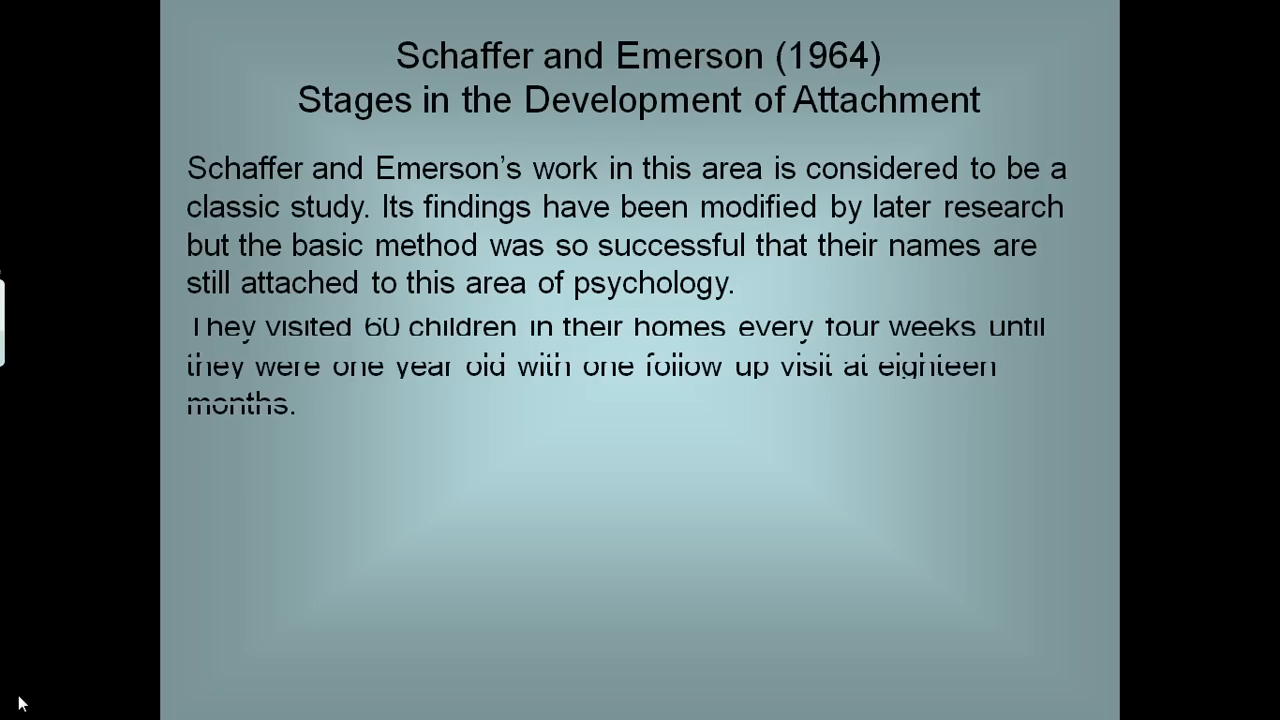 Schaffer and Emerson (1964)
Stages in the Development of Attachment
Schaffer and Emerson’s work in this area is considered to be a
classic study. Its findings have been modified by later research
but the basic method was so successful that their names are
still attached to this area of psychology.
They visited 60 children in their homes every four weeks until
they were one year old with one follow up visit at eighteen
months.